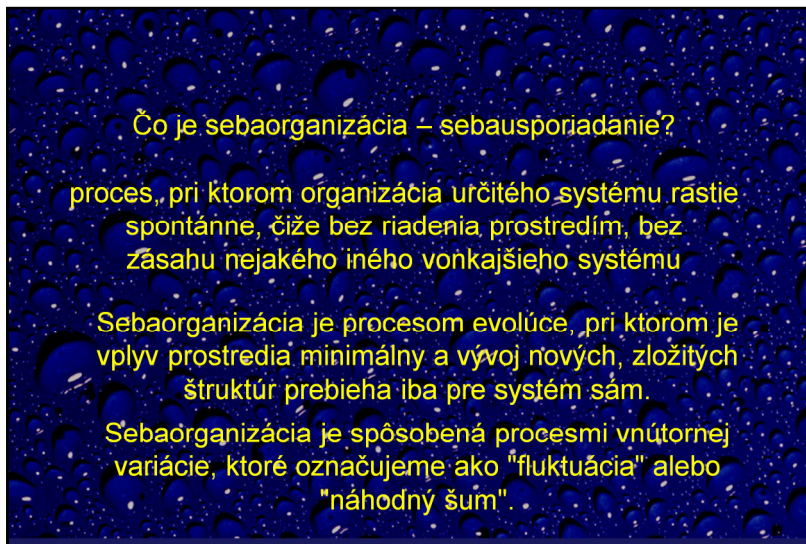 Čo je sebaorganizácia – sebausporiadanie?
proces, pri ktorom organizácia určitého systému rastie
spontánne, čiže bez riadenia prostredím, bez
zásahu nejakého iného vonkajšieho systému
Sebaorganizácia je procesom evolúce, pri ktorom je
vplyv prostredia minimálny a vývoj nových, zložitých
štruktúr prebieha iba pre systém sám.
Sebaorganizácia je spôsobená procesmi vnútornej
variácie, ktoré označujeme ako "fluktuácia" alebo
"náhodný šum".